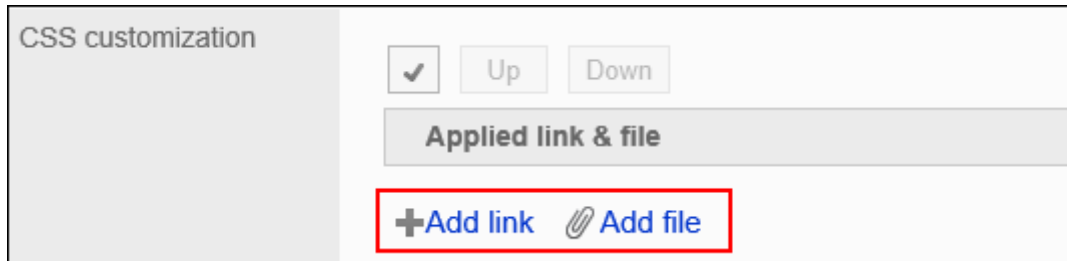 CSS customization
Up Down
Applied link & file
Add link Add file